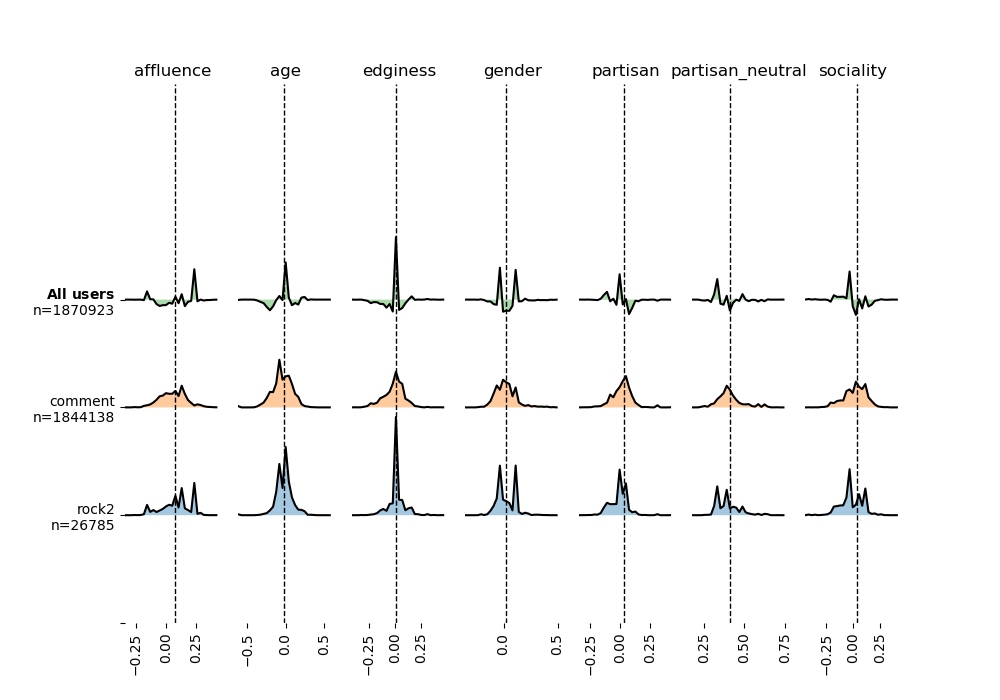 affluence age edginess gender partisan partisan_neutral sociality
All users
n=1870923
comment
n=1844138
rock2
n=26785
−0.25 0.00 0.25 −0.5 0.0 0.5 −0.25 0.00 0.25 0.0 0.5 −0.25 0.00 0.25 0.25 0.50 0.75 −0.25 0.00 0.25